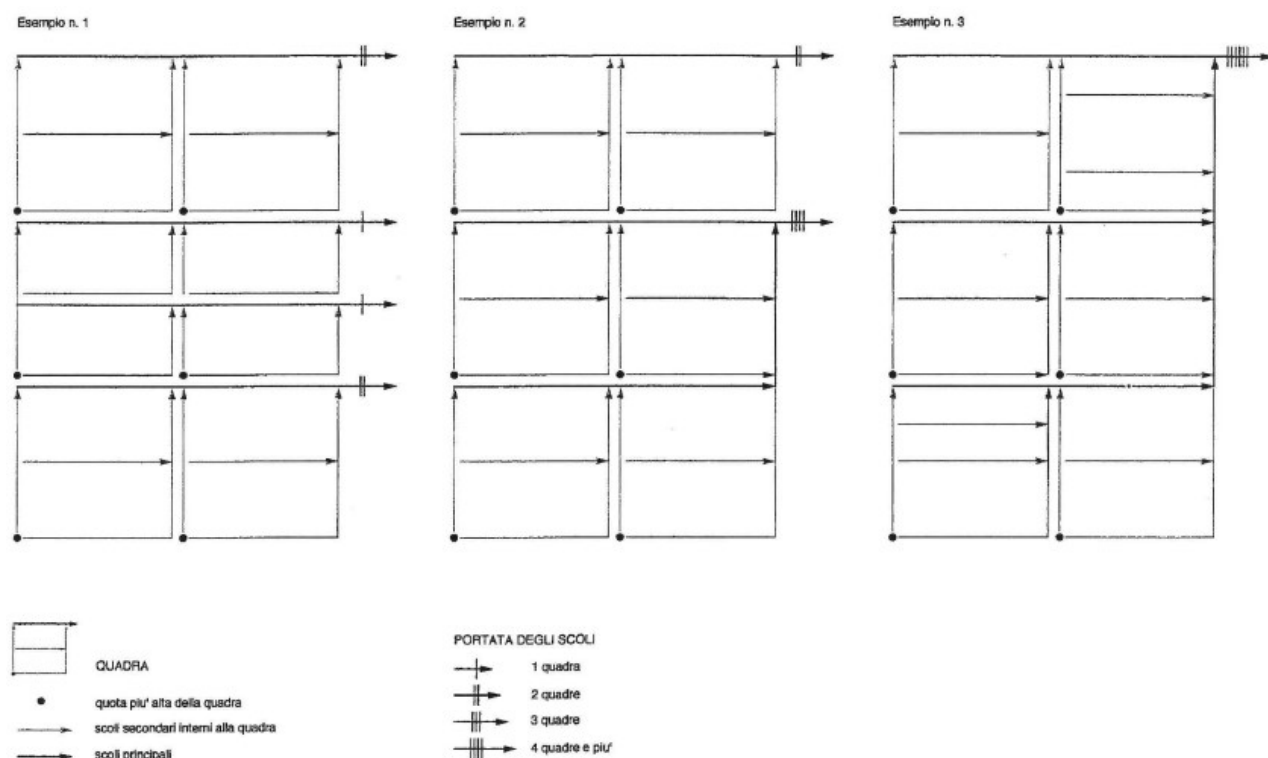 Esempio n. 1
Esempio n. 2
Esempio n. 3
QUADRA
quota piu' alta della quadra
scoli secondari interni alla quadra
scoli principali
PORTATA DEGLI SCOLI
1 quadra
2 quadre
3 quadre
4 quadre e piu'